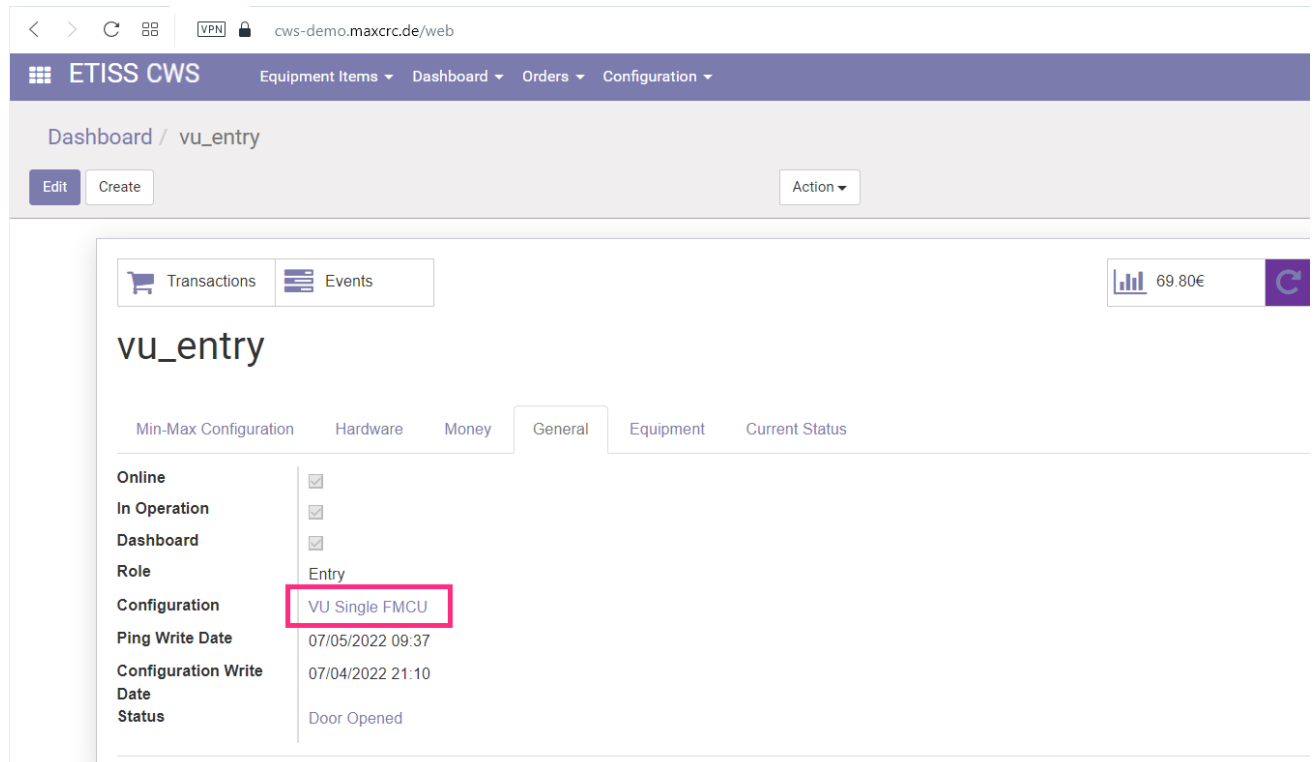 VPN cws-demo.maxcrc.de/web
ETISS CWS Equipment Items Dashboard Orders Configuration
Dashboard / vu_entry
Edit Create Action
Transactions Events 69.80€
vu_entry
Min-Max Configuration Hardware Money General Equipment Current Status
Online
In Operation
Dashboard
Role Entry
Configuration VU Single FMCU
Ping Write Date 07/05/2022 09:37
Configuration Write 07/04/2022 21:10
Date
Status Door Opened